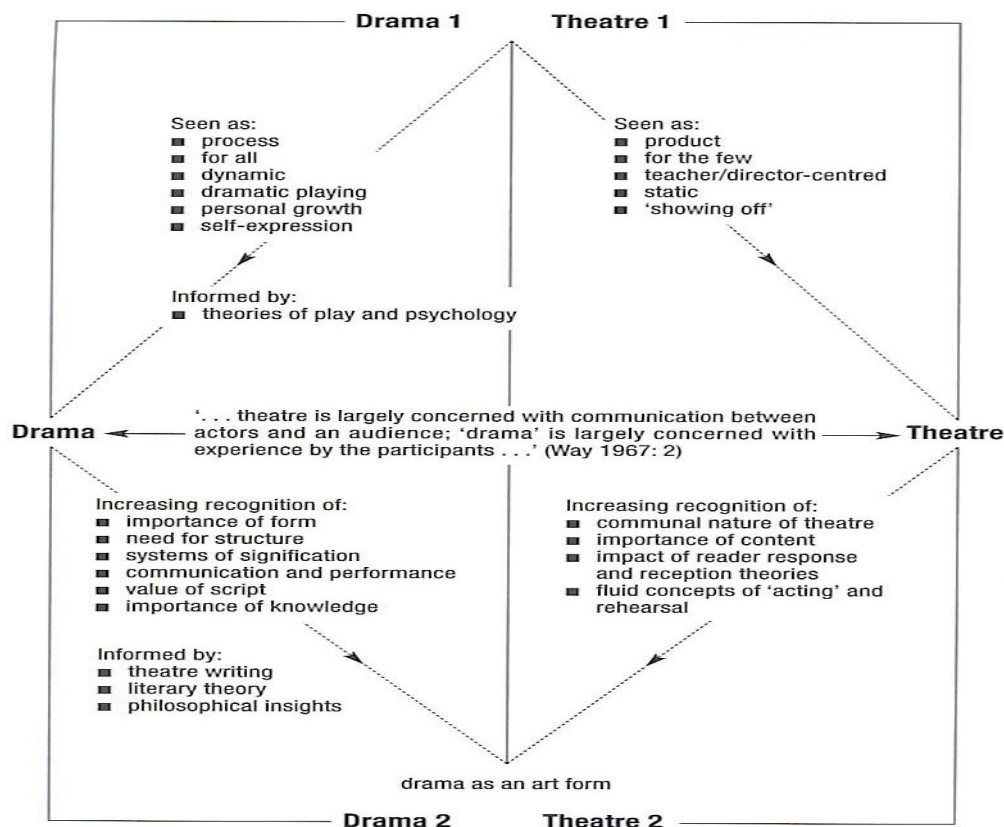 Drama 1
Theatre 1
Seen as:
■ process
■ for all
■ dynamic
■ dramatic playing
■ personal growth
■ self-expression
Seen as:
■ product
■ for the few
■ teacher/director-centred
■ static
■ ‘showing off’
Informed by:
■ theories of play and psychology
Drama
‘. . . theatre is largely concerned with communication between
actors and an audience; ‘drama’ is largely concerned with
experience by the participants . . .’ (Way 1967: 2)
Theatre
Increasing recognition of:
■ importance of form
■ need for structure
■ systems of signification
■ communication and performance
■ value of script
■ importance of knowledge
Informed by:
■ theatre writing
■ literary theory
■ philosophical insights
Increasing recognition of:
■ communal nature of theatre
■ importance of content
■ impact of reader response
and reception theories
■ fluid concepts of ‘acting’ and
rehearsal
drama as an art form
Drama 2
Theatre 2